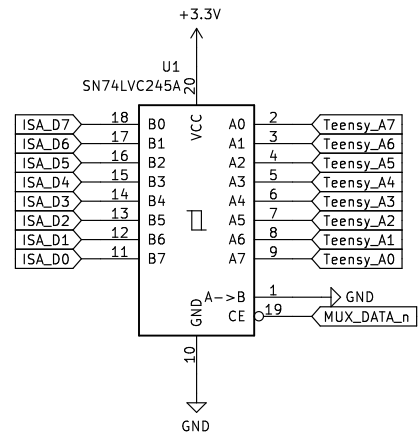 +3.3V
U1
SN74LVC245A
20
VCC
ISA_D7 18 B0 A0 2 Teensy_A7
ISA_D6 17 B1 A1 3 Teensy_A6
ISA_D5 16 B2 A2 4 Teensy_A5
ISA_D4 15 B3 A3 5 Teensy_A4
ISA_D3 14 B4 A4 6 Teensy_A3
ISA_D2 13 B5 A5 7 Teensy_A2
ISA_D1 12 B6 A6 8 Teensy_A1
ISA_D0 11 B7 A7 9 Teensy_A0
A->B 1 GND
GND CE 19 MUX_DATA_n
10
GND